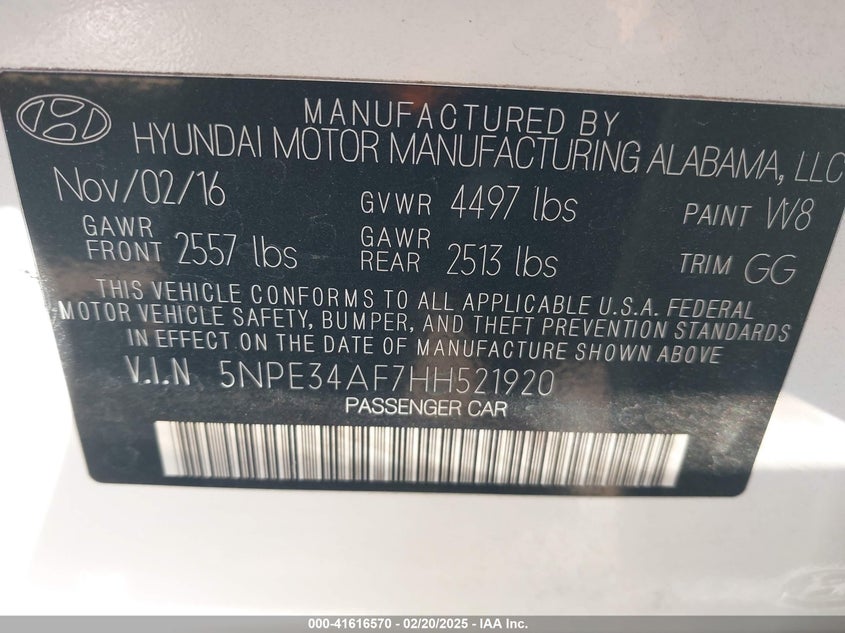 MANUFACTURED BY
HYUNDAI MOTOR MANUFACTURING ALABAMA, LLC
Nov/02/16 GVWR 4497 lbs PAINT W8
GAWR FRONT 2557 lbs GAWR REAR 2513 lbs TRIM GG
THIS VEHICLE CONFORMS TO ALL APPLICABLE U.S.A. FEDERAL
MOTOR VEHICLE SAFETY, BUMPER, AND THEFT PREVENTION STANDARDS
IN EFFECT ON THE DATE OF MANUFACTURE SHOWN ABOVE
V.I.N 5NPE34AF7HH521920
PASSENGER CAR
000-41616570 - 02/20/2025 - IAA Inc.